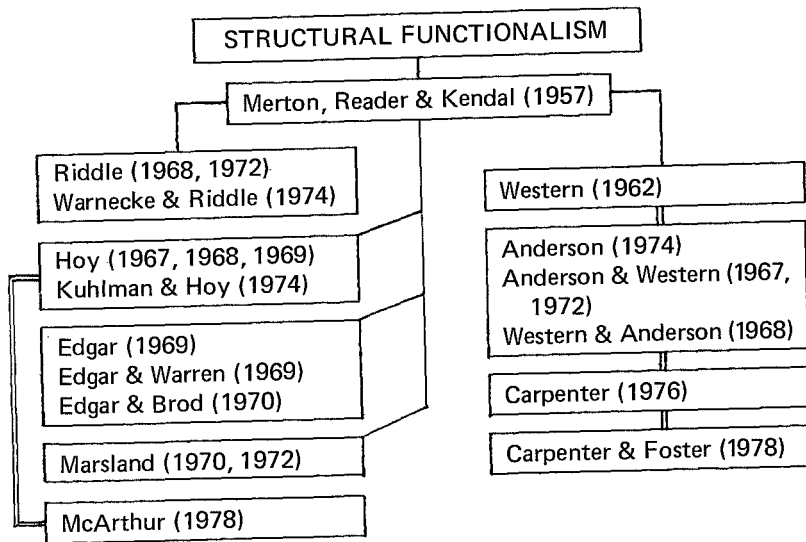 STRUCTURAL FUNCTIONALISM
Merton, Reader & Kendal (1957)
Riddle (1968, 1972)
Warnecke & Riddle (1974)
Hoy (1967, 1968, 1969)
Kuhlman & Hoy (1974)
Edgar (1969)
Edgar & Warren (1969)
Edgar & Brod (1970)
Marsland (1970, 1972)
McArthur (1978)
Western (1962)
Anderson (1974)
Anderson & Western (1967,
1972)
Western & Anderson (1968)
Carpenter (1976)
Carpenter & Foster (1978)